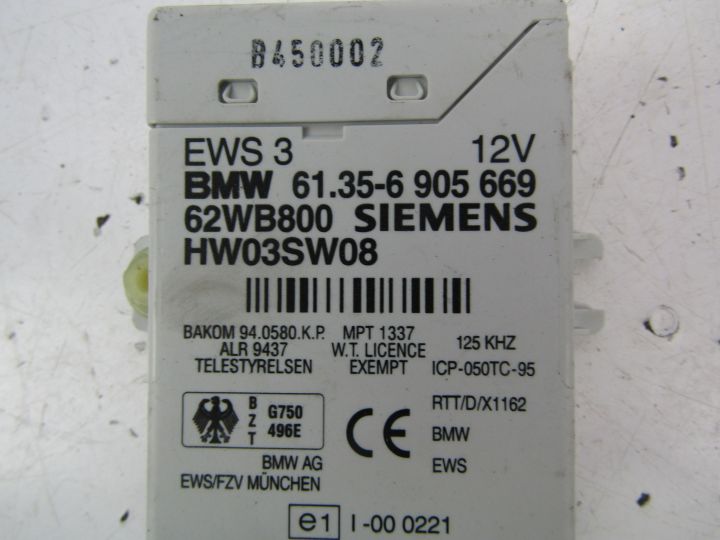 B450002
EWS 3 12V
BMW 61.35-6 905 669
62WB800 SIEMENS
HW03SW08
BAKOM 94.0580.K.P. MPT 1337
ALR 9437 W.T. LICENCE 125 KHZ
TELESTYRELSEN EXEMPT ICP-050TC-95
BZT G750 496E CE RTT/D/X1162
BMW
BMW AG EWS
EWS/FZV MÜNCHEN
e1 I-00 0221